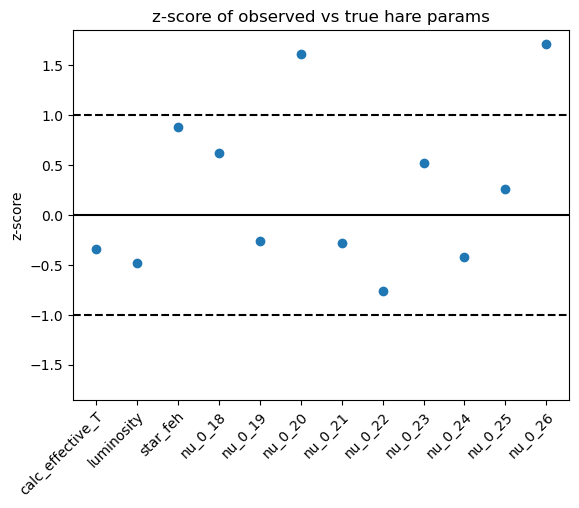 z-score of observed vs true hare params
z-score
1.5
1.0
0.5
0.0
−0.5
−1.0
−1.5
calc_effective_T
luminosity
star_feh
nu_0_18
nu_0_19
nu_0_20
nu_0_21
nu_0_22
nu_0_23
nu_0_24
nu_0_25
nu_0_26